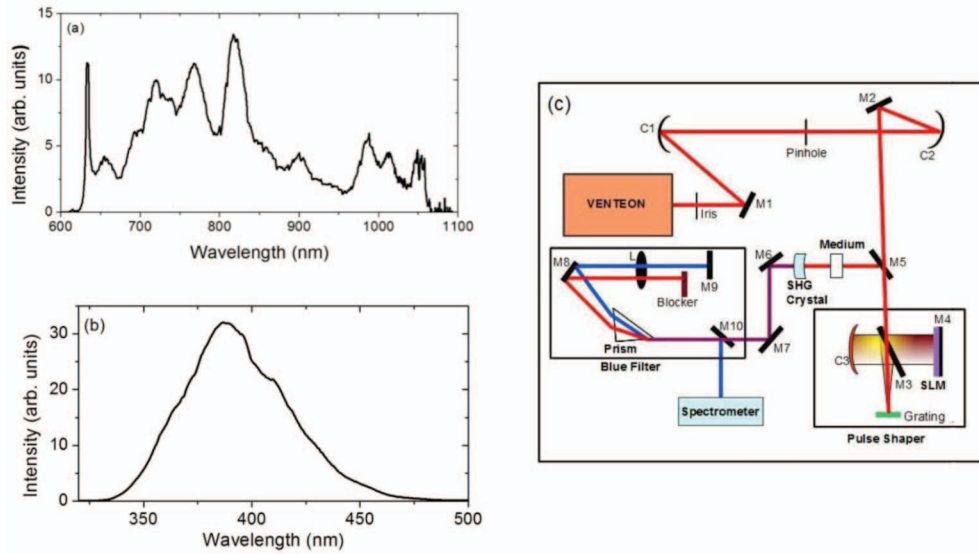 (a)
Intensity (arb. units)
15
10
5
0
600 700 800 900 1000 1100
Wavelength (nm)
(b)
Intensity (arb. units)
30
20
10
0
350 400 450 500
Wavelength (nm)
(c)
M2
C1
Pinhole
C2
VENTEON
Iris
M1
M6
Medium
M5
SHG
Crystal
M8
L
M9
Blocker
M10
M7
Prism
Blue Filter
Spectrometer
M4
C3
M3
SLM
Grating
Pulse Shaper